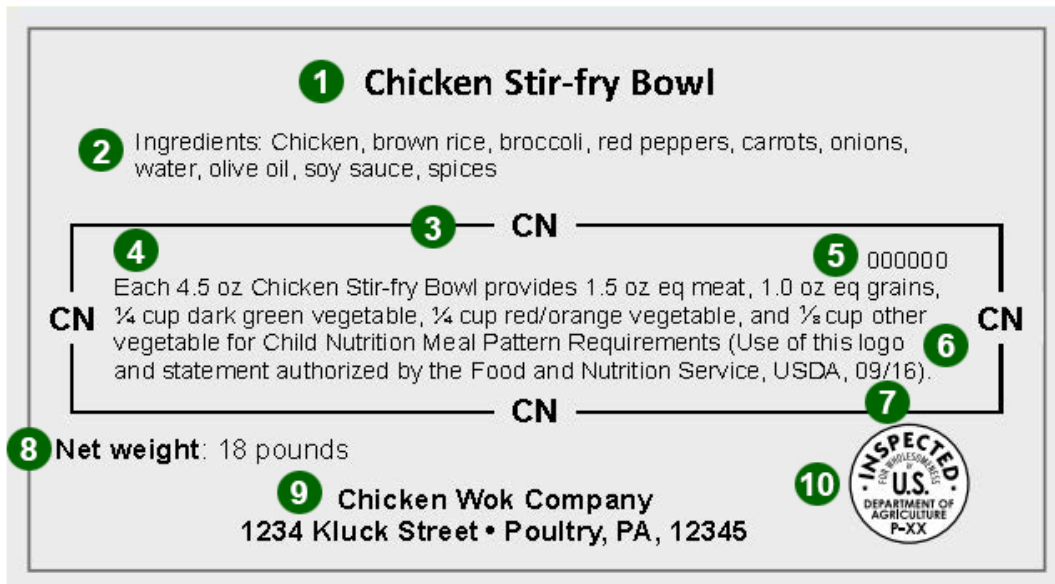 1 Chicken Stir-fry Bowl
2 Ingredients: Chicken, brown rice, broccoli, red peppers, carrots, onions,
water, olive oil, soy sauce, spices
3 CN
4
5 000000
Each 4.5 oz Chicken Stir-fry Bowl provides 1.5 oz eq meat, 1.0 oz eq grains,
CN ¼ cup dark green vegetable, ¼ cup red/orange vegetable, and ⅛ cup other CN
vegetable for Child Nutrition Meal Pattern Requirements (Use of this logo 6
and statement authorized by the Food and Nutrition Service, USDA, 09/16).
7
CN
8 Net weight: 18 pounds
9 Chicken Wok Company
1234 Kluck Street • Poultry, PA, 12345
10
· INSPECTED ·
FOR WHOLESOMENESS
BY
U.S.
DEPARTMENT OF
AGRICULTURE
P-XX